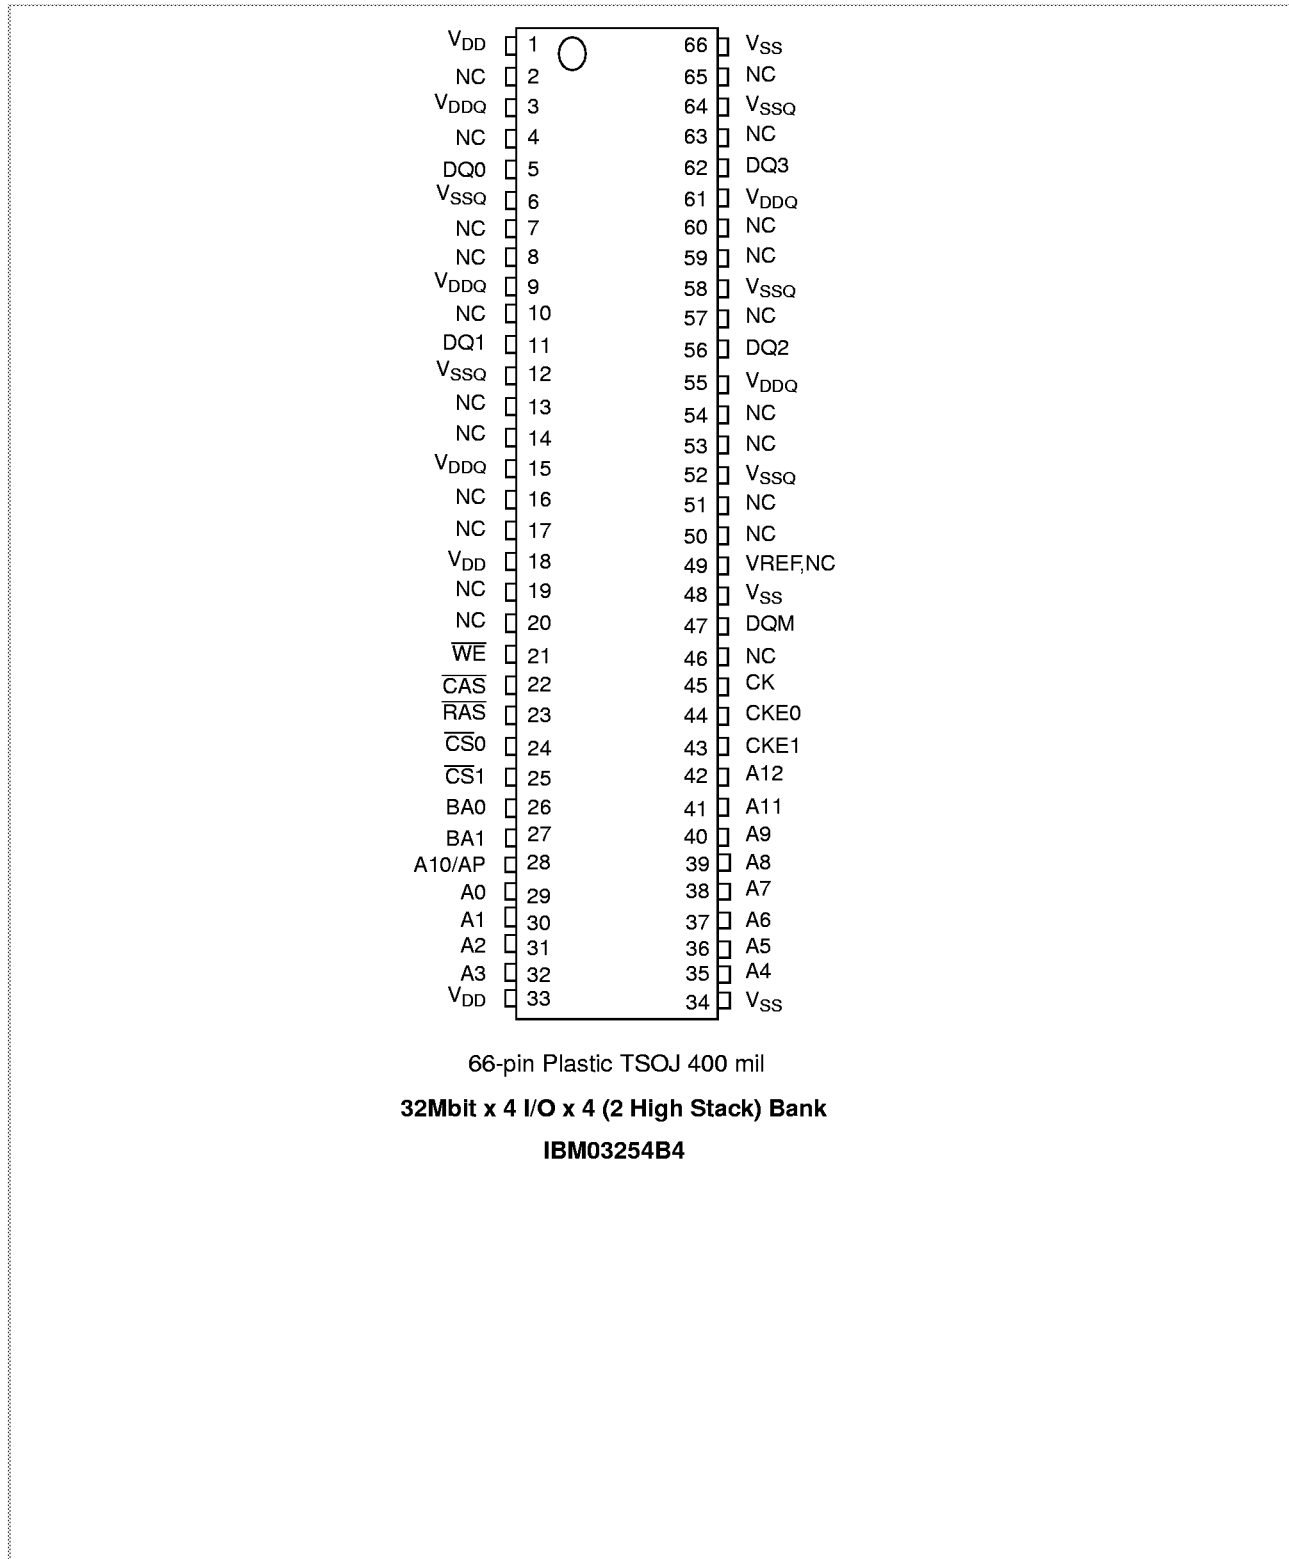 VDD 1 66 VSS
NC 2 65 NC
VDDQ 3 64 VSSQ
NC 4 63 NC
DQ0 5 62 DQ3
VSSQ 6 61 VDDQ
NC 7 60 NC
NC 8 59 NC
VDDQ 9 58 VSSQ
NC 10 57 NC
DQ1 11 56 DQ2
VSSQ 12 55 VDDQ
NC 13 54 NC
NC 14 53 NC
VDDQ 15 52 VSSQ
NC 16 51 NC
NC 17 50 NC
VDD 18 49 VREF,NC
NC 19 48 VSS
NC 20 47 DQM
W̅E̅ 21 46 NC
C̅A̅S̅ 22 45 CK
R̅A̅S̅ 23 44 CKE0
C̅S̅0 24 43 CKE1
C̅S̅1 25 42 A12
BA0 26 41 A11
BA1 27 40 A9
A10/AP 28 39 A8
A0 29 38 A7
A1 30 37 A6
A2 31 36 A5
A3 32 35 A4
VDD 33 34 VSS
66-pin Plastic TSOJ 400 mil
32Mbit x 4 I/O x 4 (2 High Stack) Bank
IBM03254B4